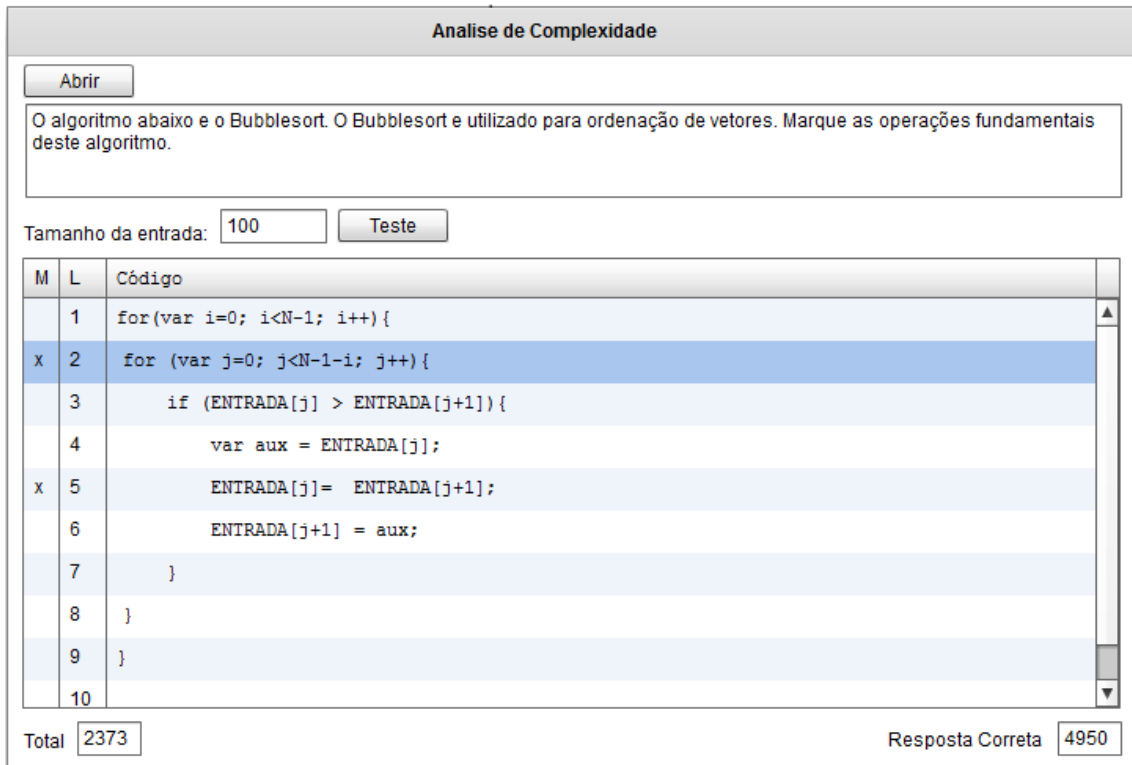 Analise de Complexidade
Abrir
O algoritmo abaixo e o Bubblesort. O Bubblesort e utilizado para ordenação de vetores. Marque as operações fundamentais
deste algoritmo.
Tamanho da entrada: 100 Teste
M L Código
1 for(var i=0; i<N-1; i++){
x 2 for (var j=0; j<N-1-i; j++){
3 if (ENTRADA[j] > ENTRADA[j+1]){
4 var aux = ENTRADA[j];
x 5 ENTRADA[j]=  ENTRADA[j+1];
6 ENTRADA[j+1] = aux;
7 }
8 }
9 }
10
Total 2373 Resposta Correta 4950